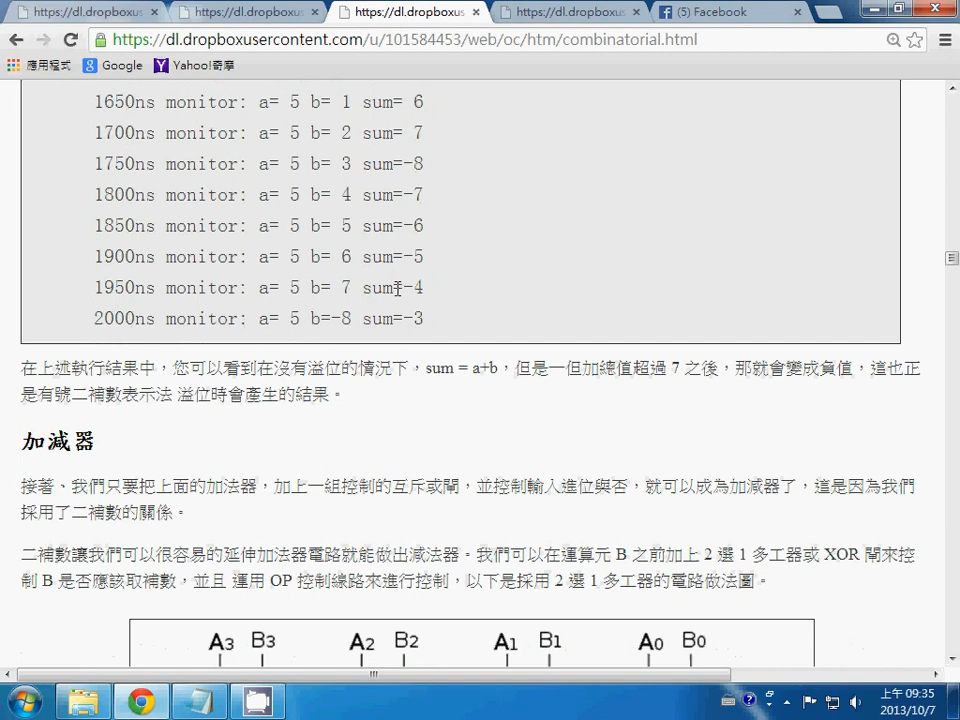 https://dl.dropboxus
https://dl.dropboxus
https://dl.dropboxus
https://dl.dropboxus
(5) Facebook
https://dl.dropboxusercontent.com/u/101584453/web/oc/htm/combinatorial.html
應用程式 Google Yahoo!奇摩
1650ns monitor: a= 5 b= 1 sum= 6
1700ns monitor: a= 5 b= 2 sum= 7
1750ns monitor: a= 5 b= 3 sum=-8
1800ns monitor: a= 5 b= 4 sum=-7
1850ns monitor: a= 5 b= 5 sum=-6
1900ns monitor: a= 5 b= 6 sum=-5
1950ns monitor: a= 5 b= 7 sum=-4
2000ns monitor: a= 5 b=-8 sum=-3
在上述執行結果中，您可以看到在沒有溢位的情況下，sum = a+b，但是一但加總值超過 7 之後，那就會變成負值，這也正
是有號二補數表示法 溢位時會產生的結果。
加減器
接著、我們只要把上面的加法器，加上一組控制的互斥或閘，並控制輸入進位與否，就可以成為加減器了，這是因為我們
採用了二補數的關係。
二補數讓我們可以很容易的延伸加法器電路就能做出減法器。我們可以在運算元 B 之前加上 2 選 1 多工器或 XOR 閘來控
制 B 是否應該取補數，並且 運用 OP 控制線路來進行控制，以下是採用 2 選 1 多工器的電路做法圖。
A3 B3 A2 B2 A1 B1 A0 B0
上午 09:35
2013/10/7